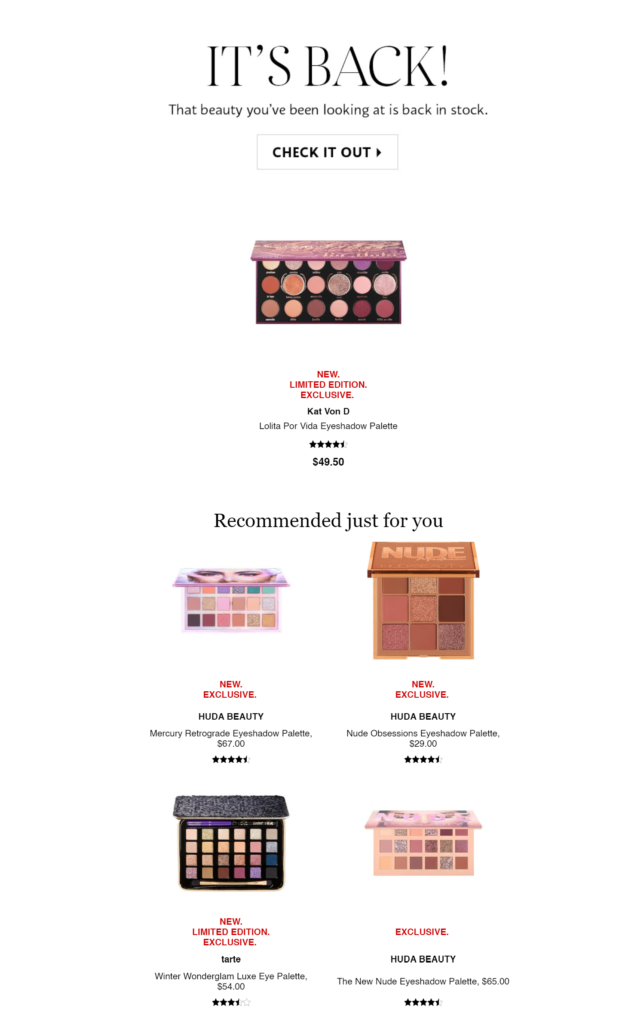 IT'S BACK!
That beauty you've been looking at is back in stock.
CHECK IT OUT
NEW.
LIMITED EDITION.
EXCLUSIVE.
Kat Von D
Lolita Por Vida Eyeshadow Palette
$49.50
Recommended just for you
NUDE
NEW.
EXCLUSIVE.
HUDA BEAUTY
Mercury Retrograde Eyeshadow Palette,
$67.00
NEW.
EXCLUSIVE.
HUDA BEAUTY
Nude Obsessions Eyeshadow Palette,
$29.00
NEW.
LIMITED EDITION.
EXCLUSIVE.
tarte
Winter Wonderglam Luxe Eye Palette,
$54.00
EXCLUSIVE.
HUDA BEAUTY
The New Nude Eyeshadow Palette, $65.00